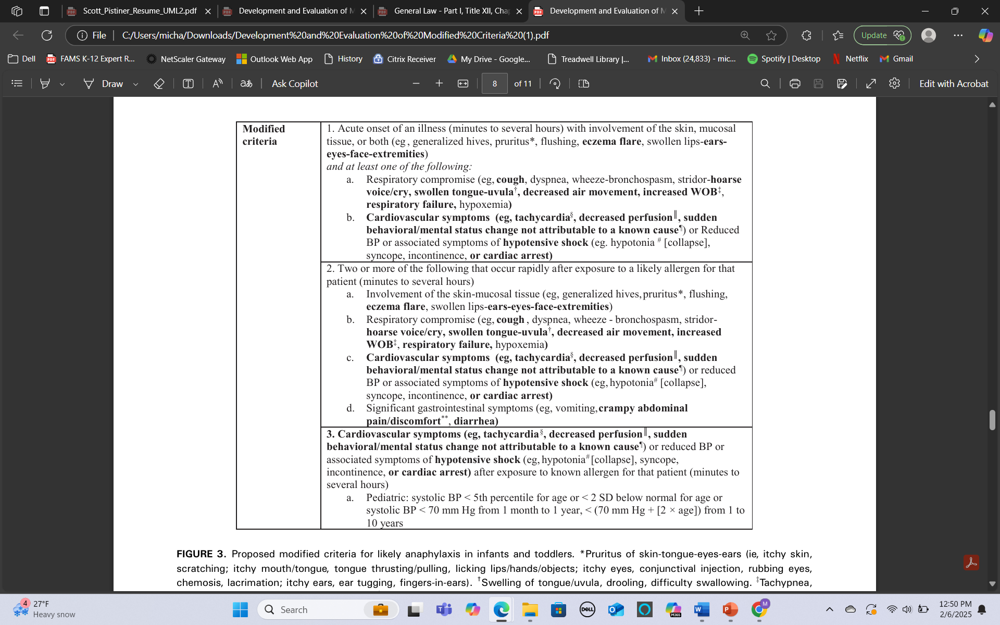 Scott_Pistiner_Resume_UML2.pdf
Development and Evaluation of M
General Law - Part I, Title XII, Cha
Development and Evaluation of M
File
C:/Users/micha/Downloads/Development%20and%20Evaluation%20of%20Modified%20Criteria%20(1).pdf
Update
Dell
FAMS K-12 Expert R...
NetScaler Gateway
Outlook Web App
History
Citrix Receiver
My Drive - Google...
Treadwell Library |...
Inbox (24,833) - mic...
Spotify | Desktop
Netflix
Gmail
Draw
Ask Copilot
8 of 11
Edit with Acrobat
Modified
criteria
1. Acute onset of an illness (minutes to several hours) with involvement of the skin, mucosal
tissue, or both (eg, generalized hives, pruritus*, flushing, eczema flare, swollen lips-ears-
eyes-face-extremities)
and at least one of the following:
a. Respiratory compromise (eg, cough, dyspnea, wheeze-bronchospasm, stridor-hoarse
voice/cry, swollen tongue-uvula†, decreased air movement, increased WOB‡,
respiratory failure, hypoxemia)
b. Cardiovascular symptoms (eg, tachycardia§, decreased perfusion‖, sudden
behavioral/mental status change not attributable to a known cause¶) or Reduced
BP or associated symptoms of hypotensive shock (eg. hypotonia # [collapse],
syncope, incontinence, or cardiac arrest)
2. Two or more of the following that occur rapidly after exposure to a likely allergen for that
patient (minutes to several hours)
a. Involvement of the skin-mucosal tissue (eg, generalized hives, pruritus*, flushing,
eczema flare, swollen lips-ears-eyes-face-extremities)
b. Respiratory compromise (eg, cough, dyspnea, wheeze - bronchospasm, stridor-
hoarse voice/cry, swollen tongue-uvula†, decreased air movement, increased
WOB‡, respiratory failure, hypoxemia)
c. Cardiovascular symptoms (eg, tachycardia§, decreased perfusion‖, sudden
behavioral/mental status change not attributable to a known cause¶) or reduced
BP or associated symptoms of hypotensive shock (eg, hypotonia# [collapse],
syncope, incontinence, or cardiac arrest)
d. Significant gastrointestinal symptoms (eg, vomiting, crampy abdominal
pain/discomfort**, diarrhea)
3. Cardiovascular symptoms (eg, tachycardia§, decreased perfusion‖, sudden
behavioral/mental status change not attributable to a known cause¶) or reduced BP or
associated symptoms of hypotensive shock (eg, hypotonia# [collapse], syncope,
incontinence, or cardiac arrest) after exposure to known allergen for that patient (minutes to
several hours)
a. Pediatric: systolic BP < 5th percentile for age or < 2 SD below normal for age or
systolic BP < 70 mm Hg from 1 month to 1 year, < (70 mm Hg + [2 × age]) from 1 to
10 years
FIGURE 3. Proposed modified criteria for likely anaphylaxis in infants and toddlers. *Pruritus of skin-tongue-eyes-ears (ie, itchy skin,
scratching; itchy mouth/tongue, tongue thrusting/pulling, licking lips/hands/objects; itchy eyes, conjunctival injection, rubbing eyes,
chemosis, lacrimation; itchy ears, ear tugging, fingers-in-ears). †Swelling of tongue/uvula, drooling, difficulty swallowing. ‡Tachypnea,
4
27°F
Heavy snow
Search
DELL
M365
M
12:50 PM
2/6/2025